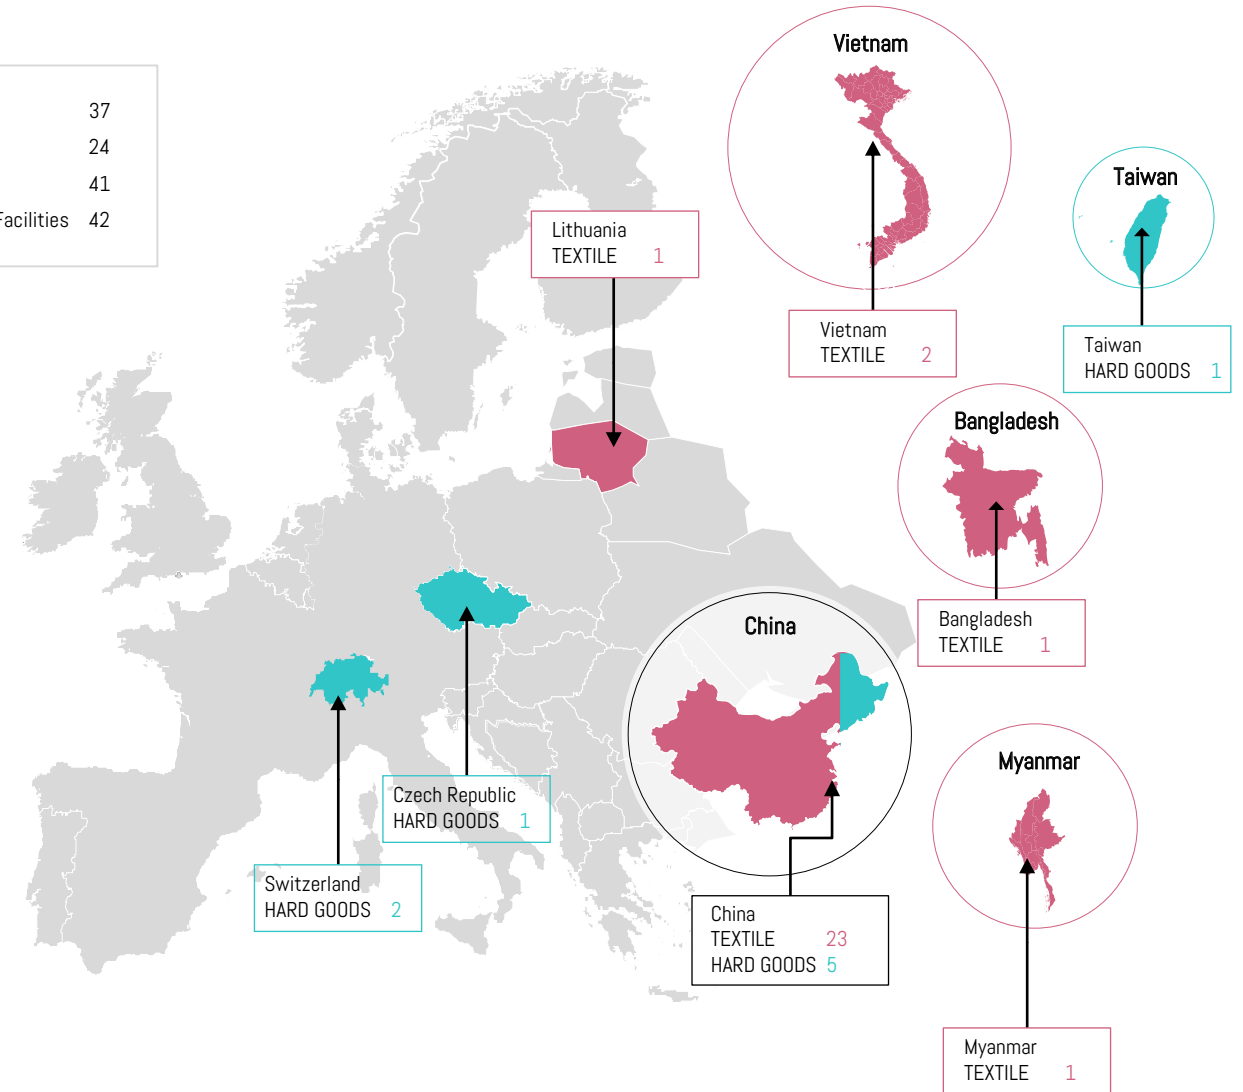 37
24
41
Facilities 42
Vietnam
Taiwan
Lithuania
TEXTILE 1
Vietnam
TEXTILE 2
Taiwan
HARD GOODS 1
Bangladesh
Bangladesh
TEXTILE 1
China
Myanmar
Czech Republic
HARD GOODS 1
Switzerland
HARD GOODS 2
China
TEXTILE 23
HARD GOODS 5
Myanmar
TEXTILE 1